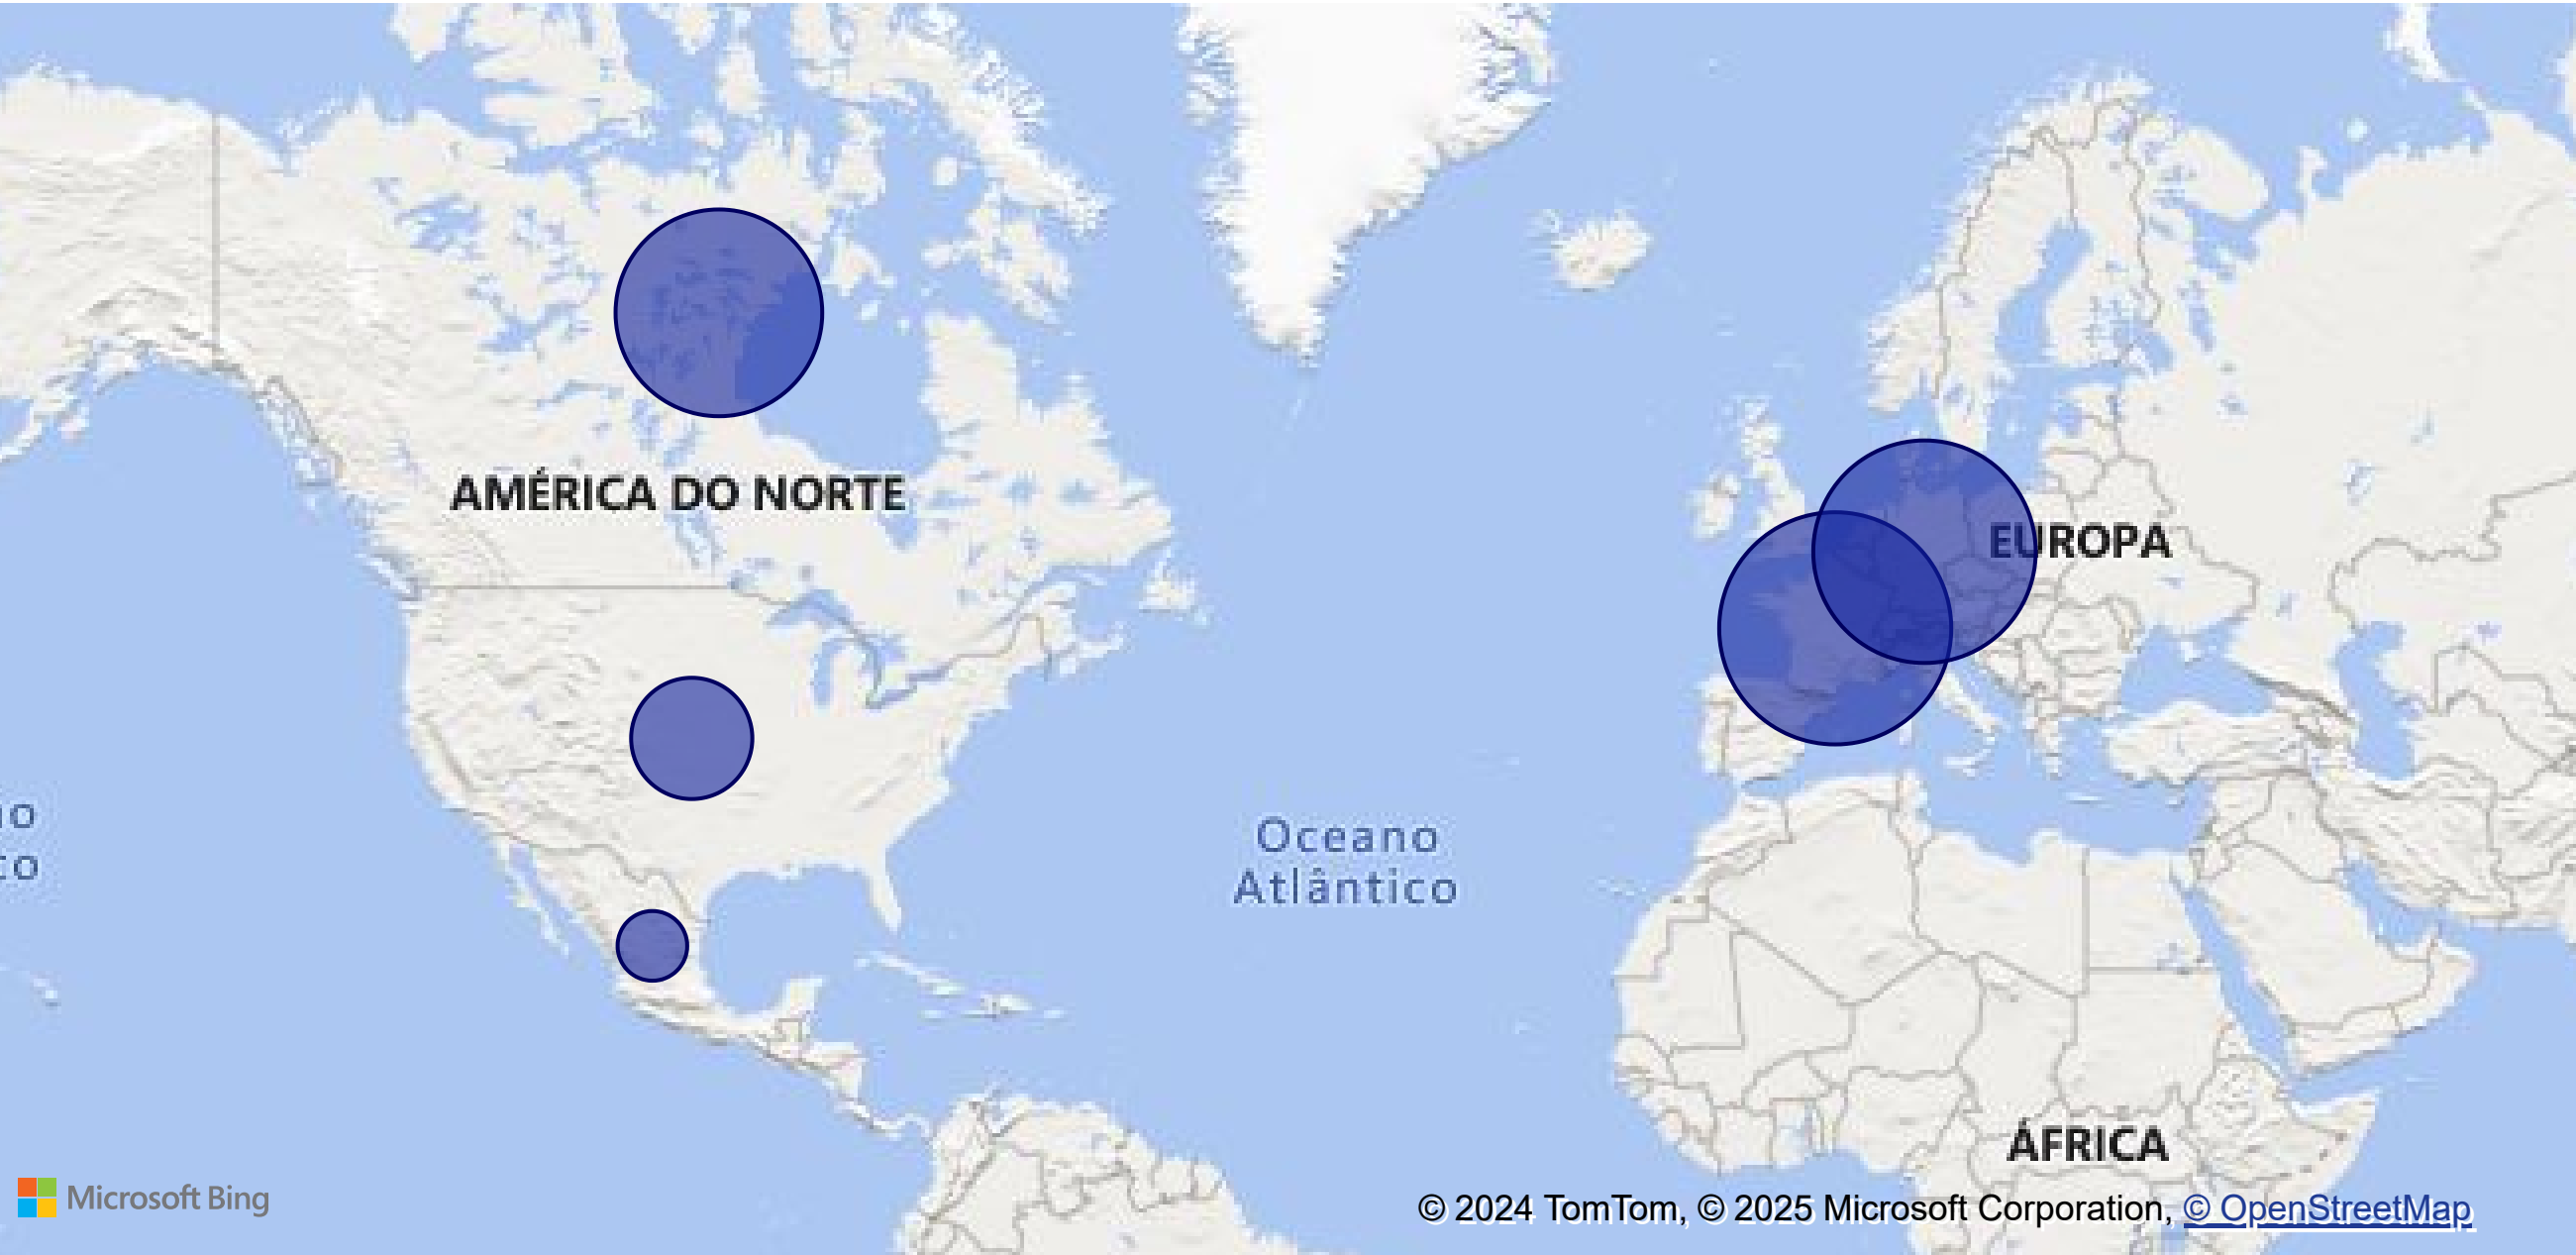 AMÉRICA DO NORTE
EUROPA
Oceano
Atlântico
ÁFRICA
Microsoft Bing
© 2024 TomTom, © 2025 Microsoft Corporation, © OpenStreetMap